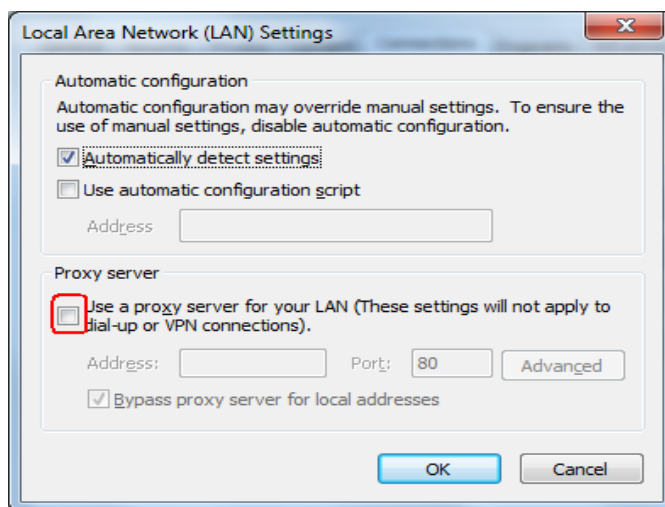 Local Area Network (LAN) Settings
Automatic configuration
Automatic configuration may override manual settings. To ensure the
use of manual settings, disable automatic configuration.
Automatically detect settings
Use automatic configuration script
Address
Proxy server
Use a proxy server for your LAN (These settings will not apply to
dial-up or VPN connections).
Address:
Port: 80
Advanced
Bypass proxy server for local addresses
OK
Cancel